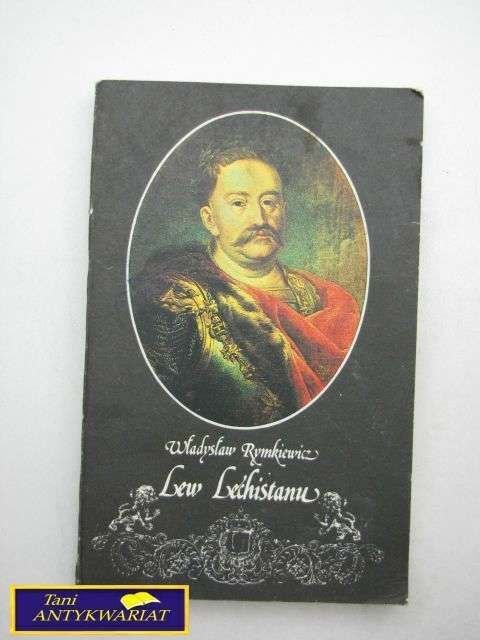 Władysław Rymkiewicz
Lew Lechistanu
Tani
ANTYKWARIAT